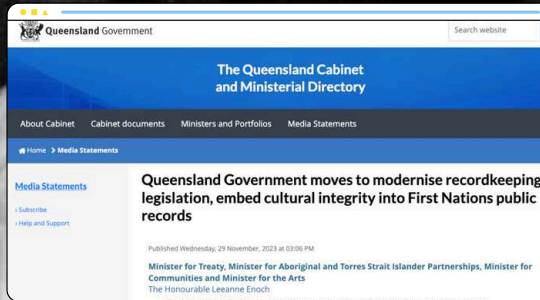 Queensland Government
Search website
The Queensland Cabinet
and Ministerial Directory
About Cabinet Cabinet documents Ministers and Portfolios Media Statements
Home > Media Statements
Media Statements
› Subscribe
› Help and Support
Queensland Government moves to modernise recordkeeping
legislation, embed cultural integrity into First Nations public
records
Published Wednesday, 29 November, 2023 at 03:06 PM
Minister for Treaty, Minister for Aboriginal and Torres Strait Islander Partnerships, Minister for
Communities and Minister for the Arts
The Honourable Leeanne Enoch